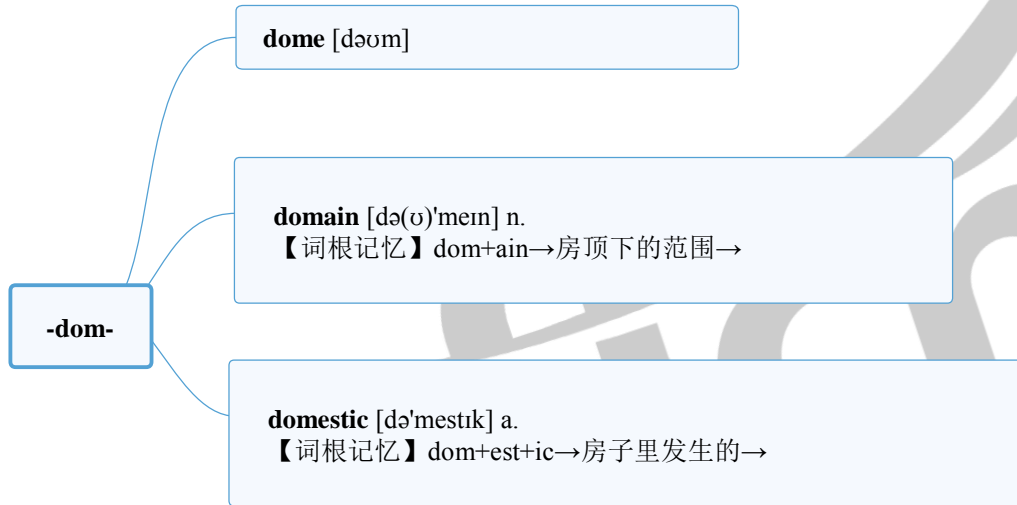 dome [dəʊm]
domain [də(ʊ)'meɪn] n.
【词根记忆】dom+ain→房顶下的范围→
-dom-
domestic [də'mestɪk] a.
【词根记忆】dom+est+ic→房子里发生的→